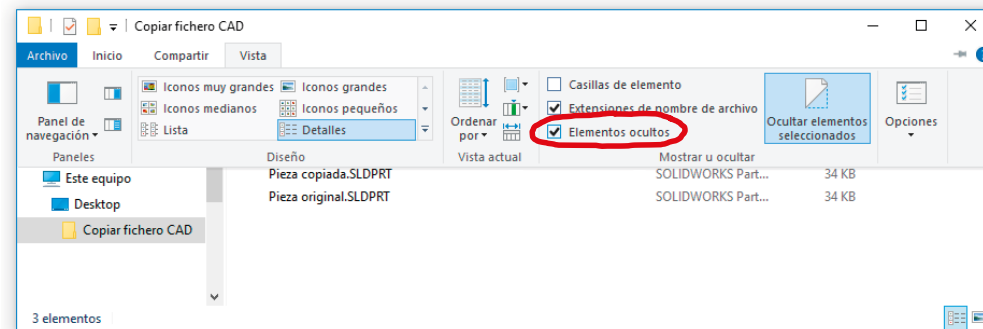 Copiar fichero CAD
Archivo Inicio Compartir Vista
Panel de navegación
Iconos muy grandes Iconos grandes
Iconos medianos Iconos pequeños
Lista Detalles
Ordenar por
Casillas de elemento
Extensiones de nombre de archivo
Elementos ocultos
Ocultar elementos seleccionados
Opciones
Paneles Diseño Vista actual Mostrar u ocultar
Este equipo
Desktop
Copiar fichero CAD
Pieza copiada.SLDPRT SOLIDWORKS Part... 34 KB
Pieza original.SLDPRT SOLIDWORKS Part... 34 KB
3 elementos